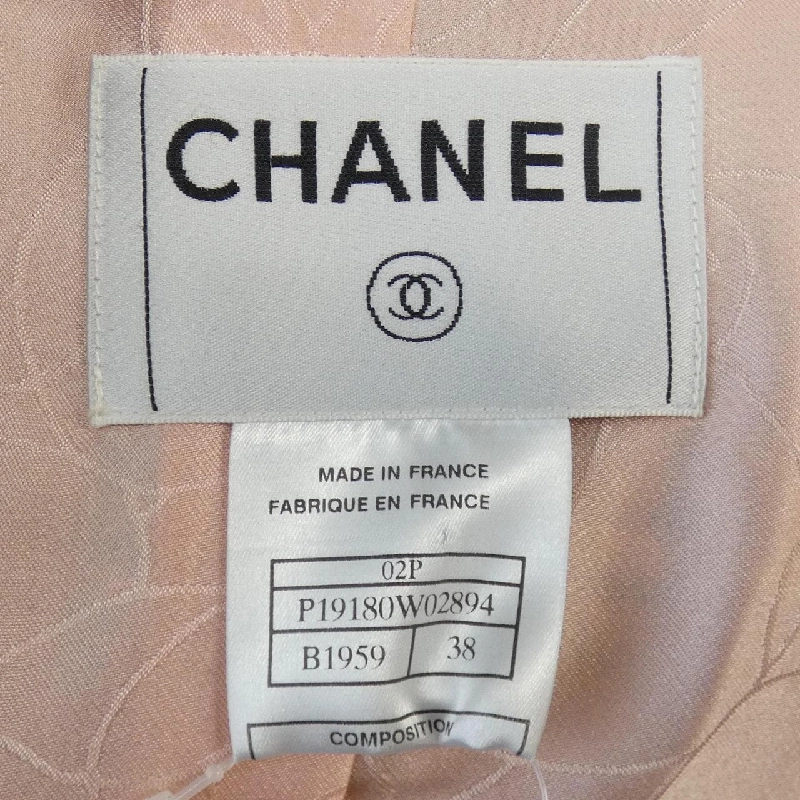 CHANEL
MADE IN FRANCE
FABRIQUE EN FRANCE
02P
P19180W02894
B1959 38
COMPOSITION